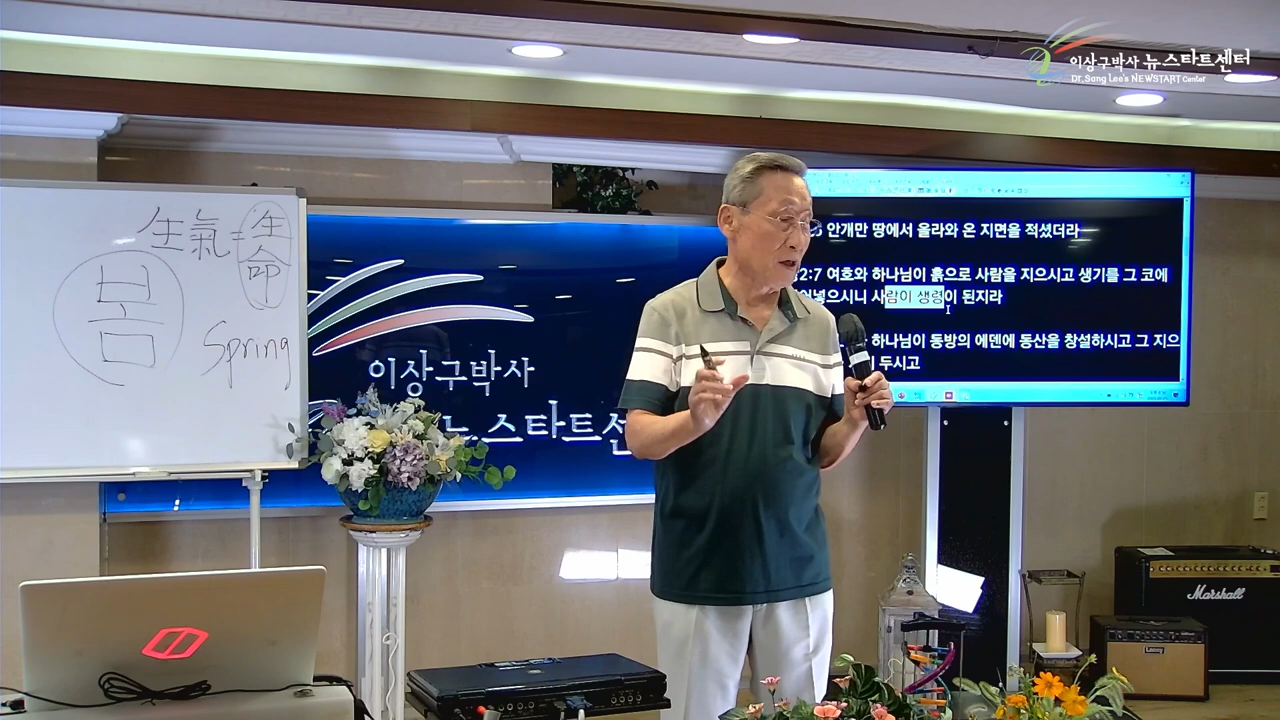 이상구박사 뉴스타트센터
Dr. Sang Lee's NEWSTART Center
生氣=生命
봄
Spring
이상구박사
뉴스타트센
안개만 땅에서 올라와 온 지면을 적셨더라
2:7 여호와 하나님이 흙으로 사람을 지으시고 생기를 그 코에
넣으시니 사람이 생령이 된지라
하나님이 동방의 에덴에 동산을 창설하시고 그 지으
두시고
Marshall
Laney